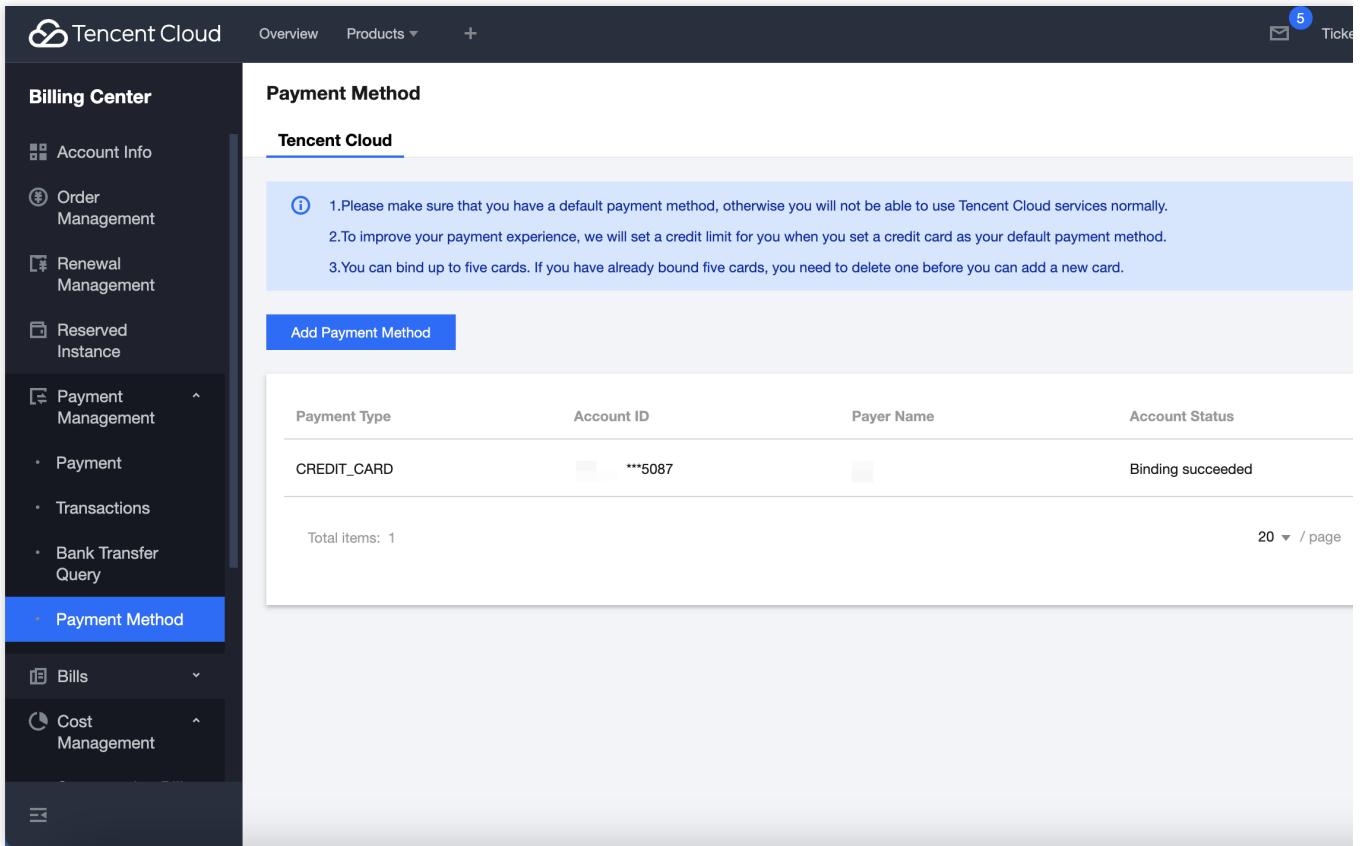 Tencent Cloud
Overview
Products
5
Billing Center
Account Info
Order
Management
Renewal
Management
Reserved
Instance
Payment
Management
Payment
Transactions
Bank Transfer
Query
Payment Method
Bills
Cost
Management
Payment Method
Tencent Cloud
1.Please make sure that you have a default payment method, otherwise you will not be able to use Tencent Cloud services normally.
2.To improve your payment experience, we will set a credit limit for you when you set a credit card as your default payment method.
3.You can bind up to five cards. If you have already bound five cards, you need to delete one before you can add a new card.
Add Payment Method
Payment Type Account ID Payer Name Account Status
CREDIT_CARD ***5087 Binding succeeded
Total items: 1
20 / page